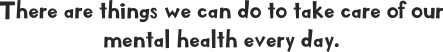 There are things we can do to take care of our
mental health every day.